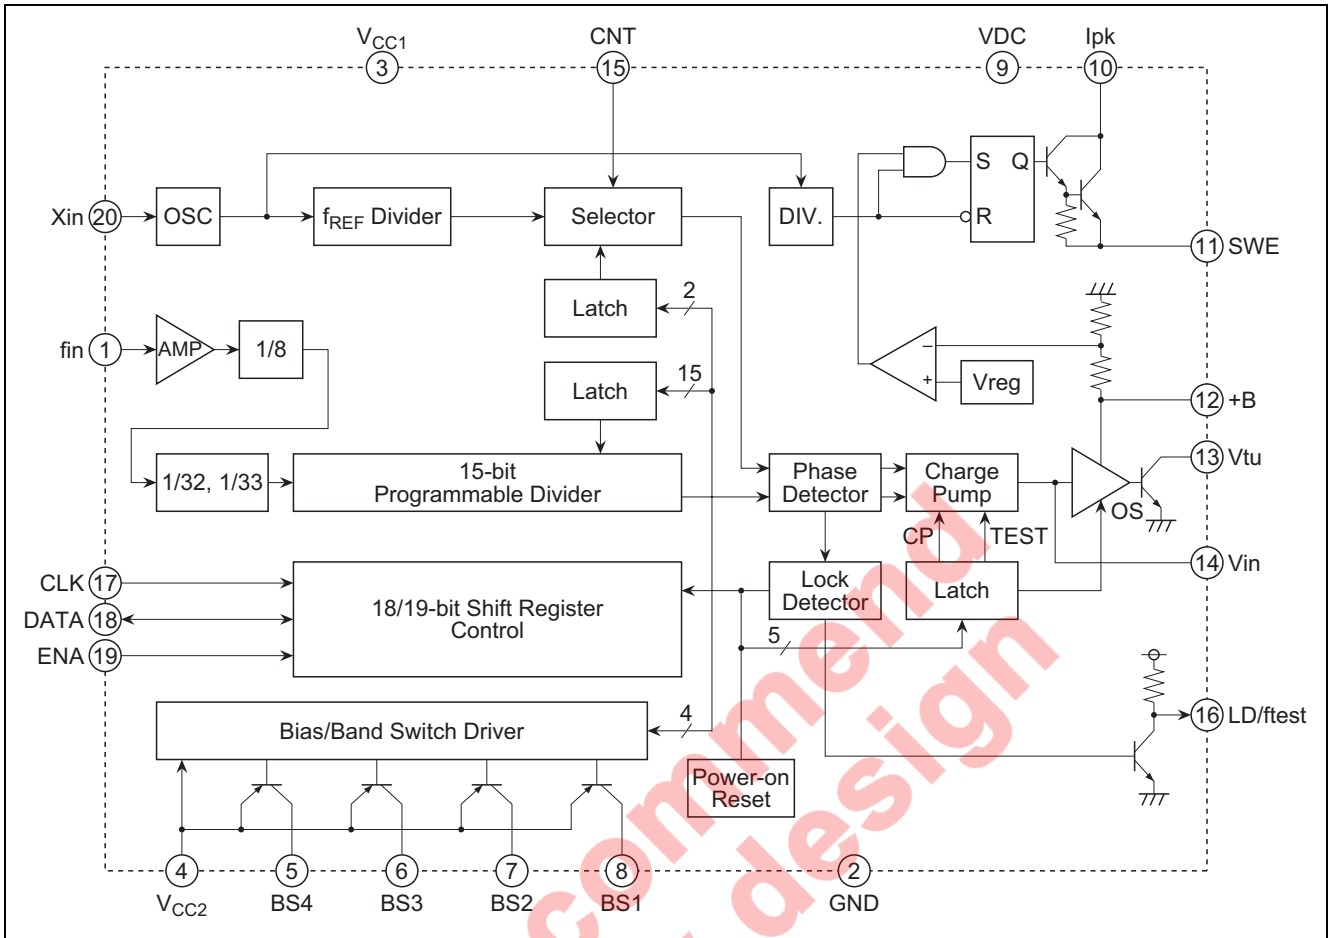 VCC1
CNT
VDC
Ipk
3
15
9
10
S Q
R
Xin 20
OSC
fREF Divider
Selector
DIV.
11 SWE
Latch
2
fin 1
AMP
1/8
−
+
Vreg
Latch
15
12 +B
13 Vtu
1/32, 1/33
15-bit
Programmable Divider
Phase
Detector
Charge
Pump
OS
CP
TEST
14 Vin
CLK 17
DATA 18
ENA 19
18/19-bit Shift Register
Control
Lock
Detector
Latch
5
16 LD/ftest
Bias/Band Switch Driver
4
Power-on
Reset
4
5
6
7
8
2
VCC2
BS4
BS3
BS2
BS1
GND
commend
design